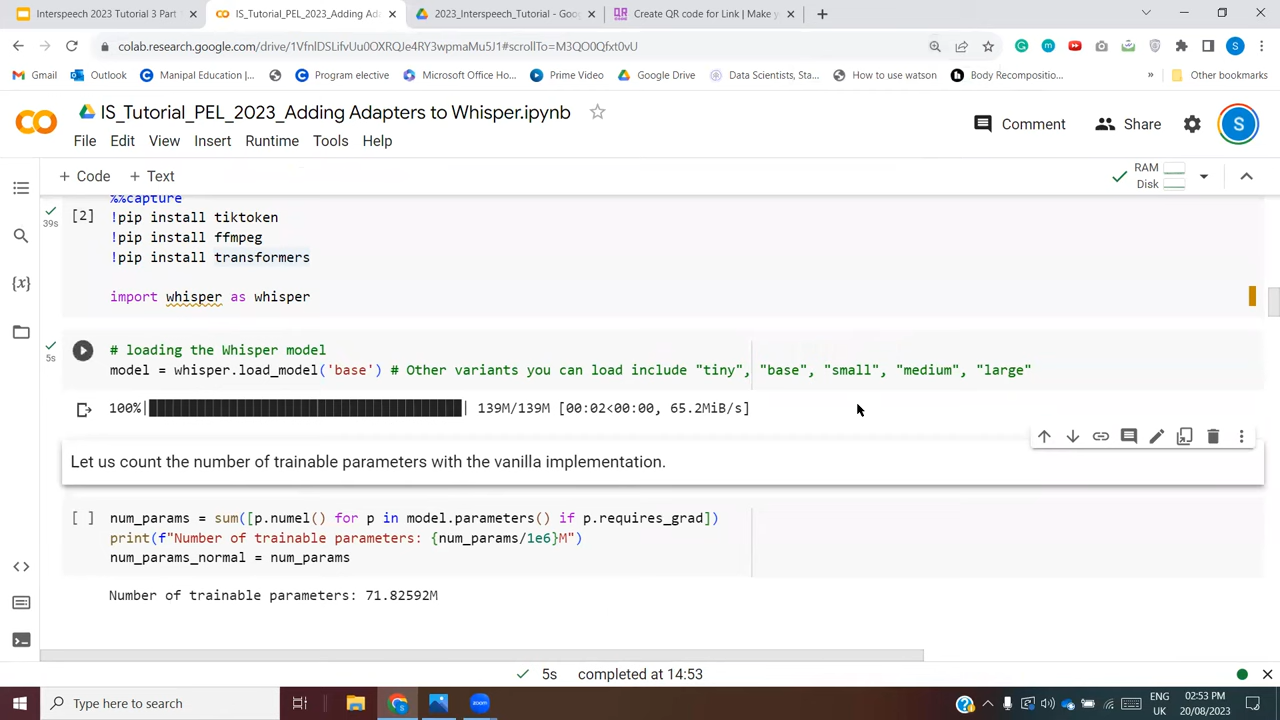 Interspeech 2023 Tutorial 3 Part
IS_Tutorial_PEL_2023_Adding Ada
2023_Interspeech_Tutorial - Goog
Create QR code for Link | Make y
colab.research.google.com/drive/1VfnlDSLifvUu00XRQJe4RY3wpmaMu5J1#scrollTo=M3QO0Qfxt0vU
Gmail
Outlook
Manipal Education |...
Program elective
Microsoft Office Ho...
Prime Video
Google Drive
Data Scientists, Sta...
How to use watson
Body Recompositio...
»
Other bookmarks
IS_Tutorial_PEL_2023_Adding Adapters to Whisper.ipynb
Comment
Share
S
File Edit View Insert Runtime Tools Help
+ Code + Text
RAM
Disk
%%capture
[2]
39s
!pip install tiktoken
!pip install ffmpeg
!pip install transformers
import whisper as whisper
5s
# loading the Whisper model
model = whisper.load_model('base') # Other variants you can load include "tiny", "base", "small", "medium", "large"
100%| | 139M/139M [00:02<00:00, 65.2MiB/s]
Let us count the number of trainable parameters with the vanilla implementation.
[ ] num_params = sum([p.numel() for p in model.parameters() if p.requires_grad])
print(f"Number of trainable parameters: {num_params/1e6}M")
num_params_normal = num_params
Number of trainable parameters: 71.82592M
5s completed at 14:53
Type here to search
ENG
UK
02:53 PM
20/08/2023